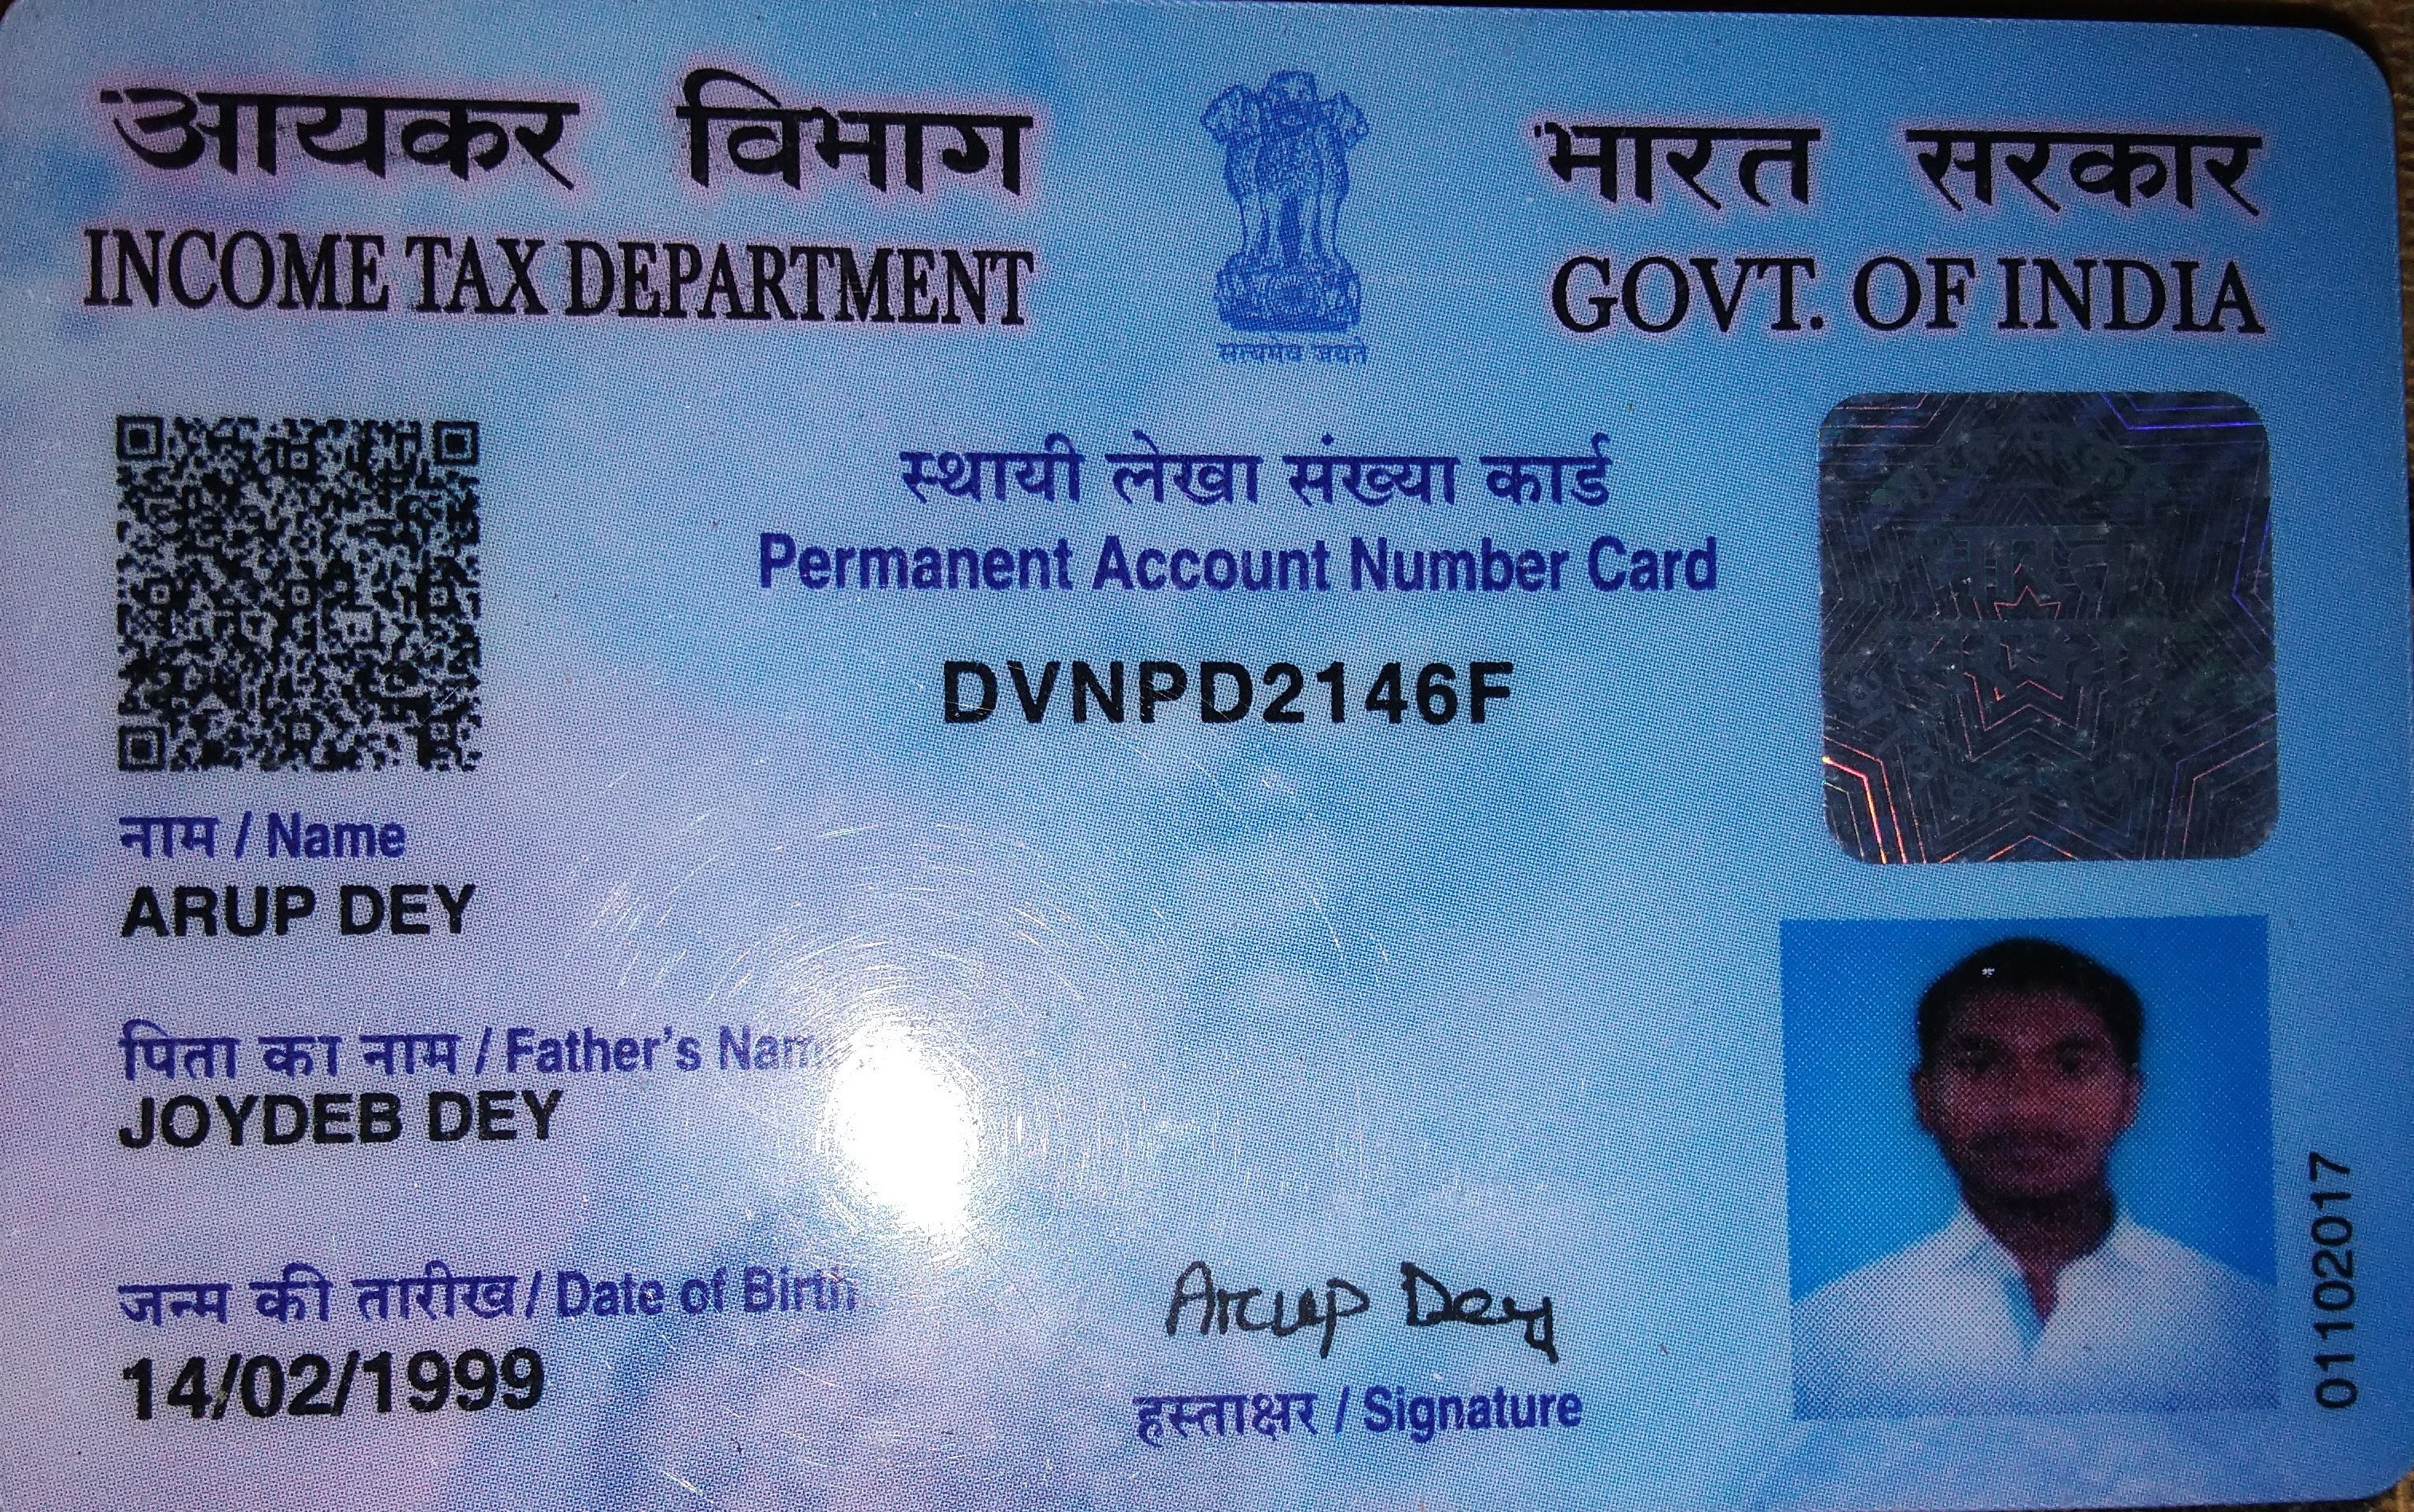 आयकर विभाग
INCOME TAX DEPARTMENT
सत्यमेव जयते
भारत सरकार
GOVT. OF INDIA
स्थायी लेखा संख्या कार्ड
Permanent Account Number Card
DVNPD2146F
नाम / Name
ARUP DEY
पिता का नाम / Father's Nam
JOYDEB DEY
जन्म की तारीख / Date of Birth
14/02/1999
Arup Dey
हस्ताक्षर / Signature
01102017